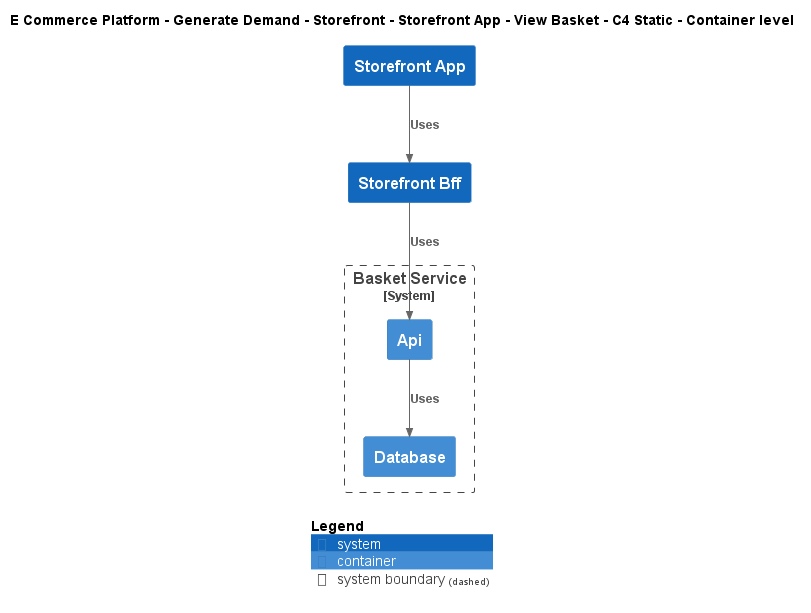 E Commerce Platform - Generate Demand - Storefront - Storefront App - View Basket - C4 Static - Container level
Storefront App
Uses
Storefront Bff
Uses
Basket Service
[System]
Api
Uses
Database
Legend
system
container
system boundary (dashed)